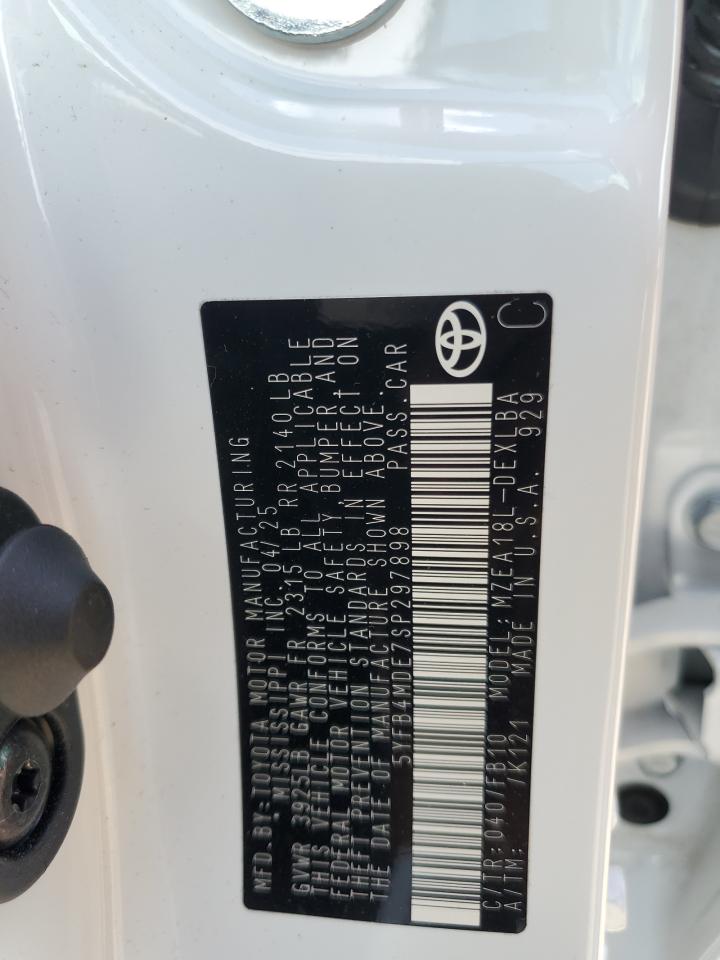 MFD.BY:TOYOTA MOTOR MANUFACTURING
, MISSISSIPPI, INC. 04/25
GVWR 3925LB GAWR FR 2315 LB RR 2140 LB
THIS VEHICLE CONFORMS TO ALL APPLICABLE
FEDERAL MOTOR VEHICLE SAFETY BUMPER AND
THEFT PREVENTION STANDARDS IN EFFECT ON
THE DATE OF MANUFACTURE SHOWN ABOVE.
5YFB4MDE7SP297898 PASS.CAR
C/TR:040/FB10 MODEL:MZEA18L-DEXLBA
A/TM: /K121 MADE IN U.S.A. 929
C